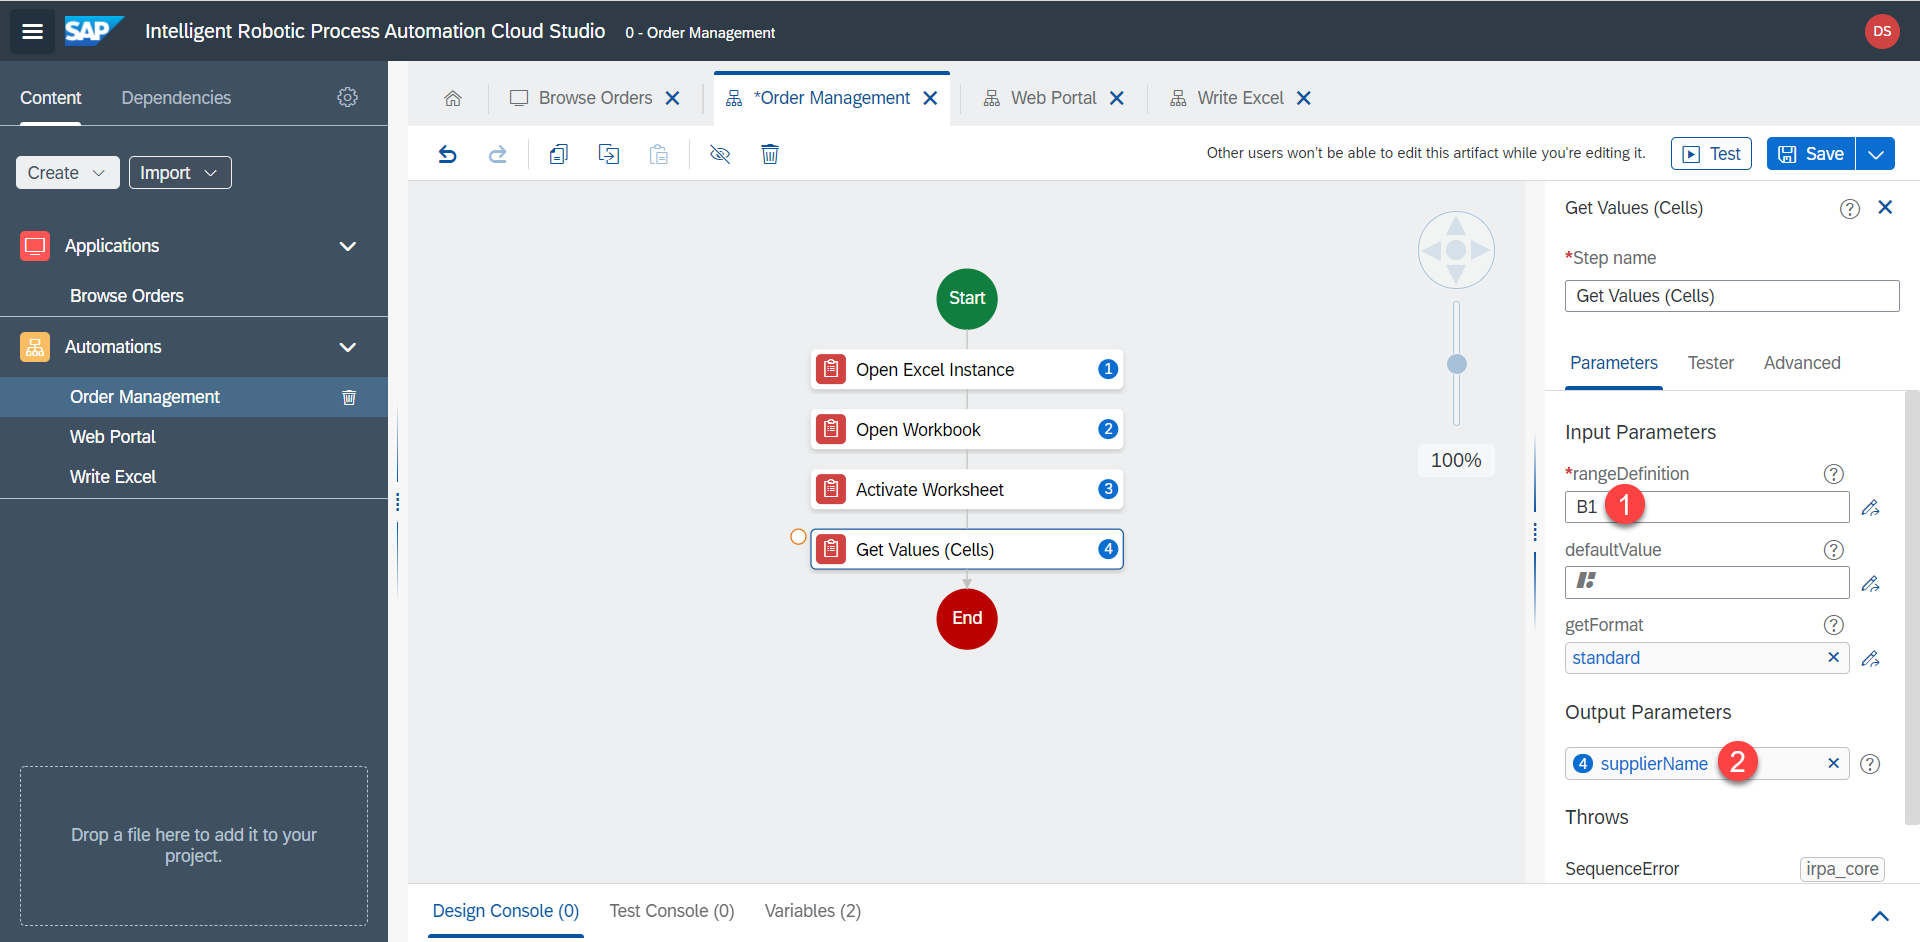 SAP Intelligent Robotic Process Automation Cloud Studio 0 - Order Management DS
Content Dependencies
Browse Orders *Order Management Web Portal Write Excel
Create Import
Other users won't be able to edit this artifact while you're editing it. Test Save
Applications
Browse Orders
Automations
Order Management
Web Portal
Write Excel
Drop a file here to add it to your
project.
Start
Open Excel Instance 1
Open Workbook 2
Activate Worksheet 3
Get Values (Cells) 4
End
100%
Get Values (Cells) ?
*Step name
Get Values (Cells)
Parameters Tester Advanced
Input Parameters
*rangeDefinition ?
B1 1
defaultValue ?
getFormat ?
standard
Output Parameters
4 supplierName 2 ?
Throws
SequenceError irpa_core
Design Console (0) Test Console (0) Variables (2)